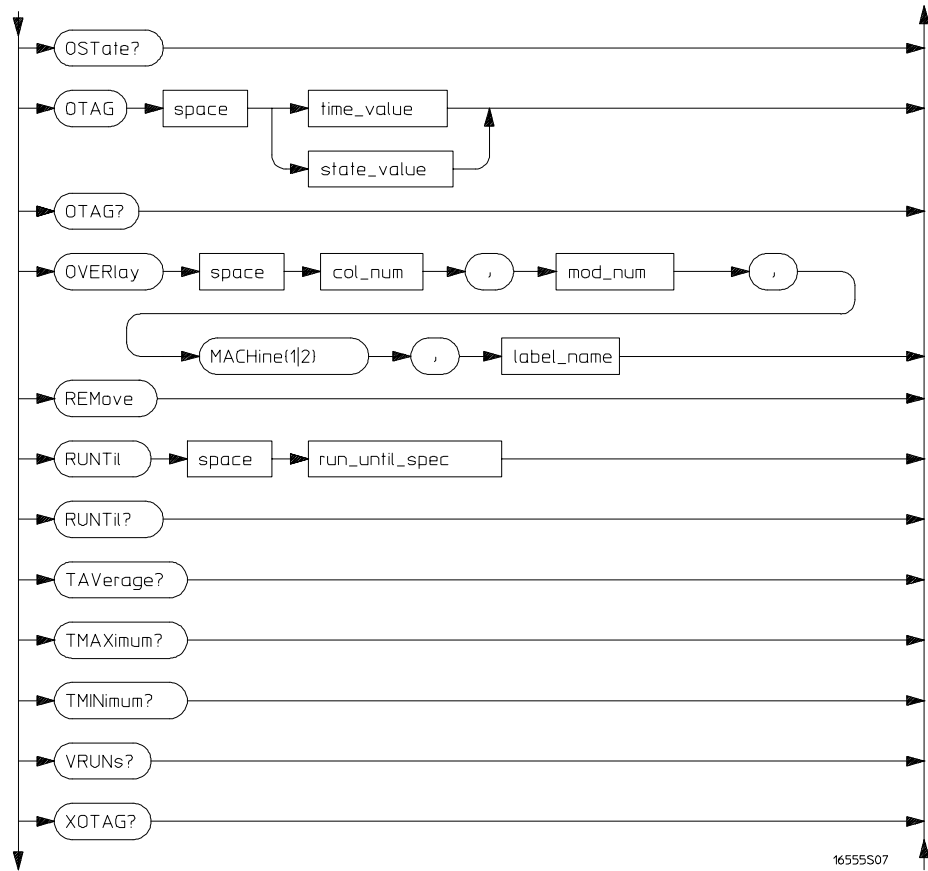 OSTate?
OTAG space time_value
state_value
OTAG?
OVERlay space col_num , mod_num ,
MACHine{1|2} , label_name
REMove
RUNTil space run_until_spec
RUNTil?
TAVerage?
TMAXimum?
TMINimum?
VRUNs?
XOTAG?
16555S07